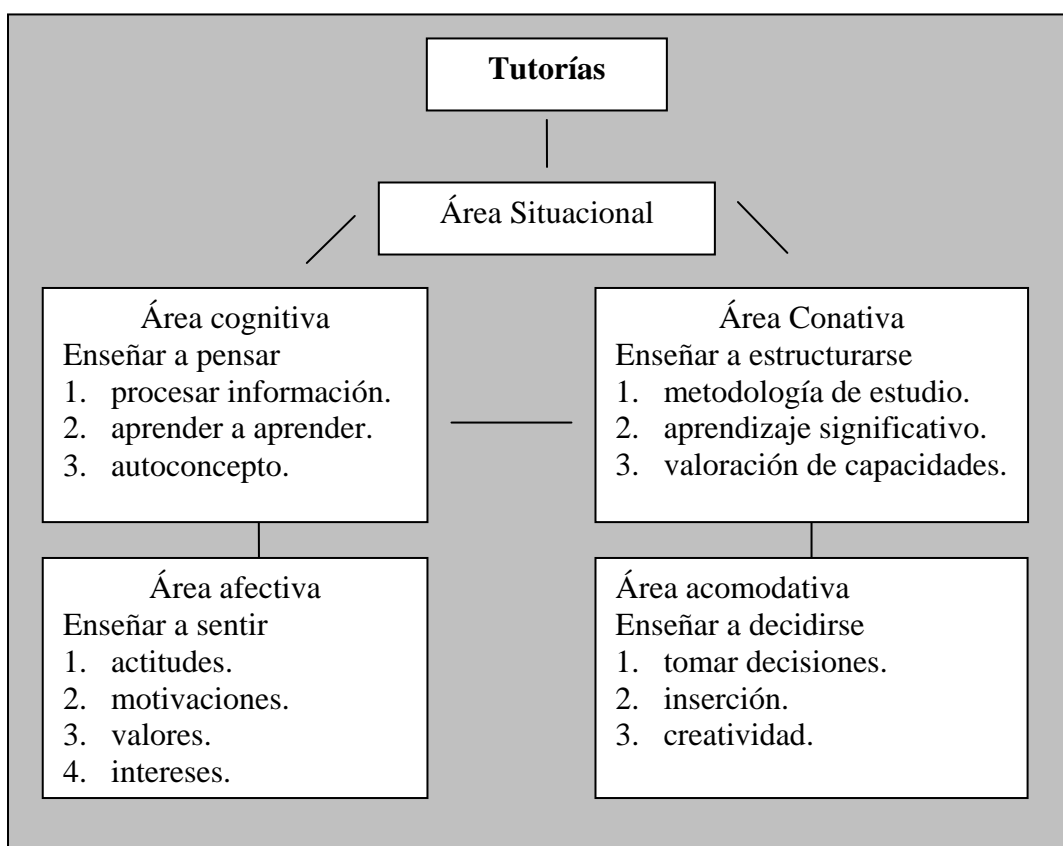 Tutorías
Área Situacional
Área cognitiva
Enseñar a pensar
1. procesar información.
2. aprender a aprender.
3. autoconcepto.
Área Conativa
Enseñar a estructurarse
1. metodología de estudio.
2. aprendizaje significativo.
3. valoración de capacidades.
Área afectiva
Enseñar a sentir
1. actitudes.
2. motivaciones.
3. valores.
4. intereses.
Área acomodativa
Enseñar a decidirse
1. tomar decisiones.
2. inserción.
3. creatividad.